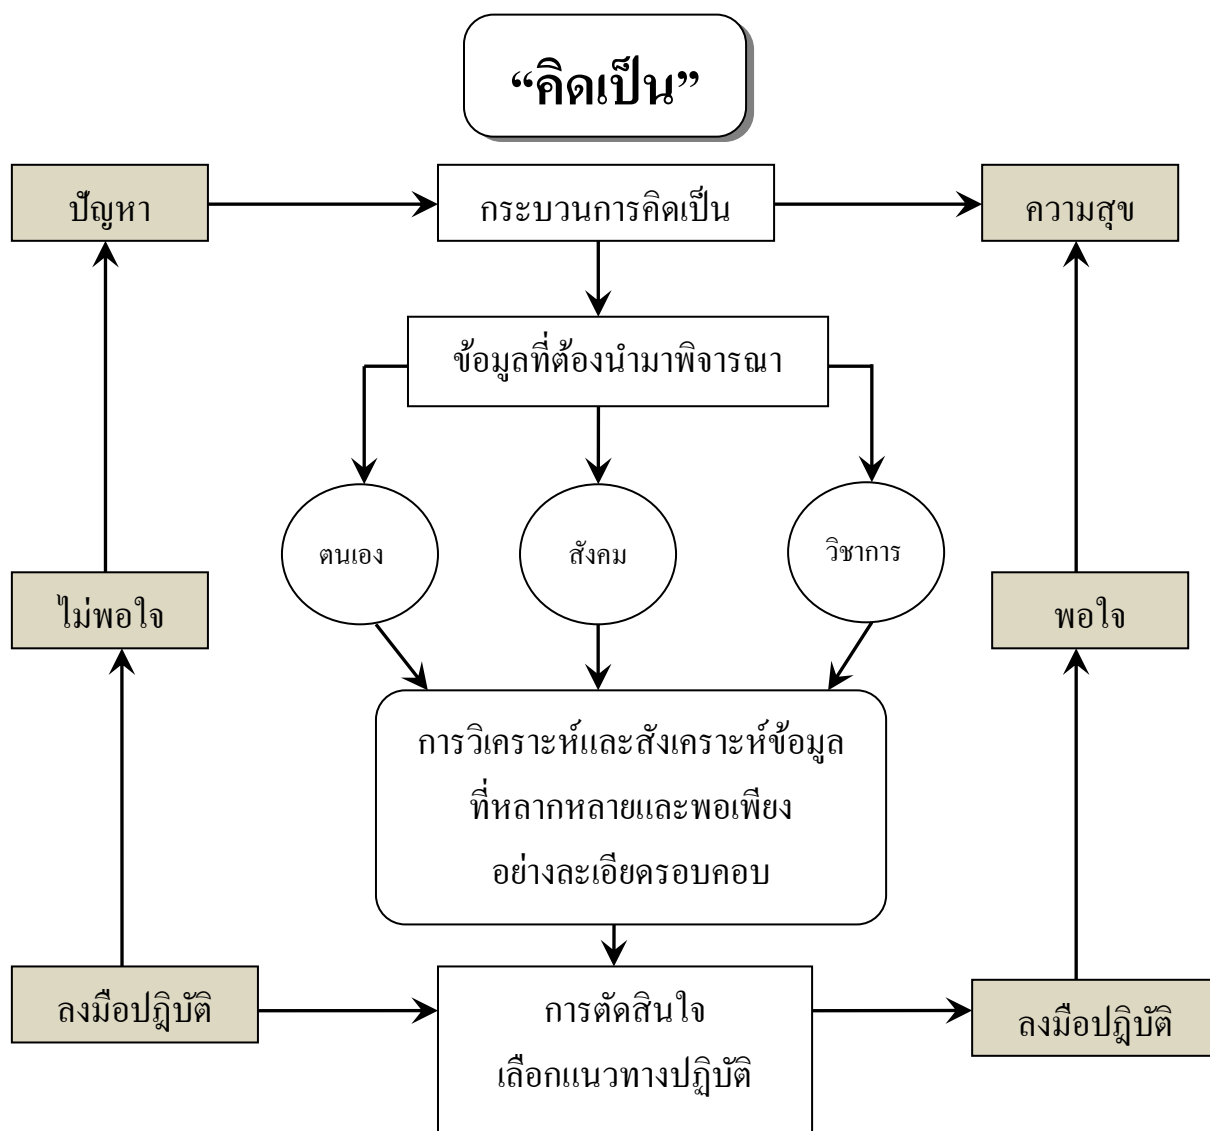 “คิดเป็น”
ปัญหา
กระบวนการคิดเป็น
ความสุข
ข้อมูลที่ต้องนำมาพิจารณา
ตนเอง
สังคม
วิชาการ
ไม่พอใจ
พอใจ
การวิเคราะห์และสังเคราะห์ข้อมูล
ที่หลากหลายและพอเพียง
อย่างละเอียดรอบคอบ
ลงมือปฎิบัติ
การตัดสินใจ
เลือกแนวทางปฏิบัติ
ลงมือปฎิบัติ